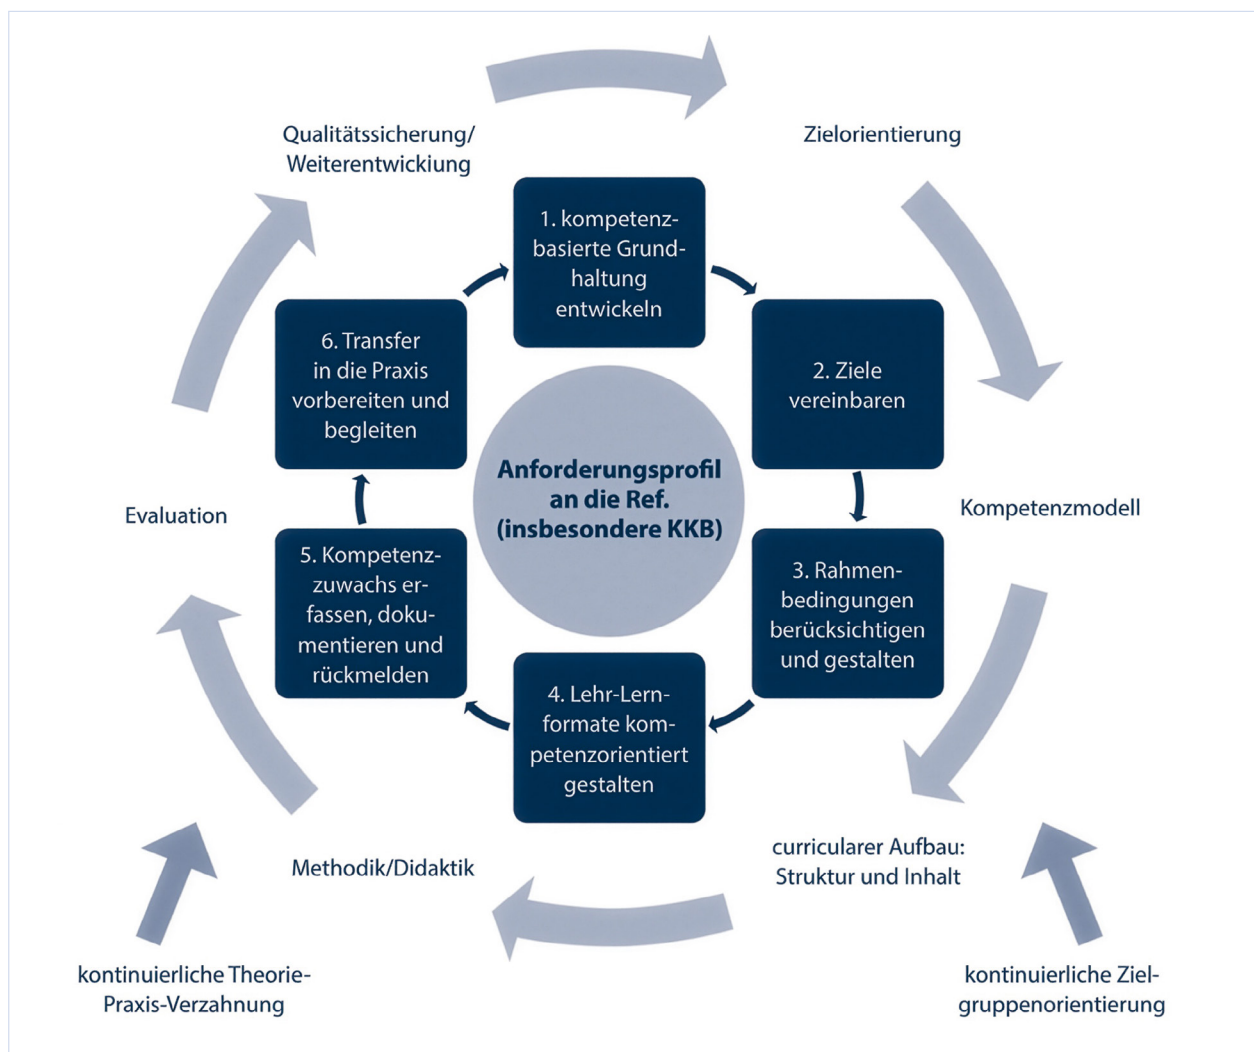 Qualitätssicherung/
Weiterentwickiung
Zielorientierung
1. kompetenz-
basierte Grund-
haltung
entwickeln
6. Transfer
in die Praxis
vorbereiten und
begleiten
2. Ziele
vereinbaren
Anforderungsprofil
an die Ref.
(insbesondere KKB)
Evaluation
Kompetenzmodell
5. Kompetenz-
zuwachs er-
fassen, doku-
mentieren und
rückmelden
3. Rahmen-
bedingungen
berücksichtigen
und gestalten
4. Lehr-Lern-
formate kom-
petenzorientiert
gestalten
Methodik/Didaktik
curricularer Aufbau:
Struktur und Inhalt
kontinuierliche Theorie-
Praxis-Verzahnung
kontinuierliche Ziel-
gruppenorientierung